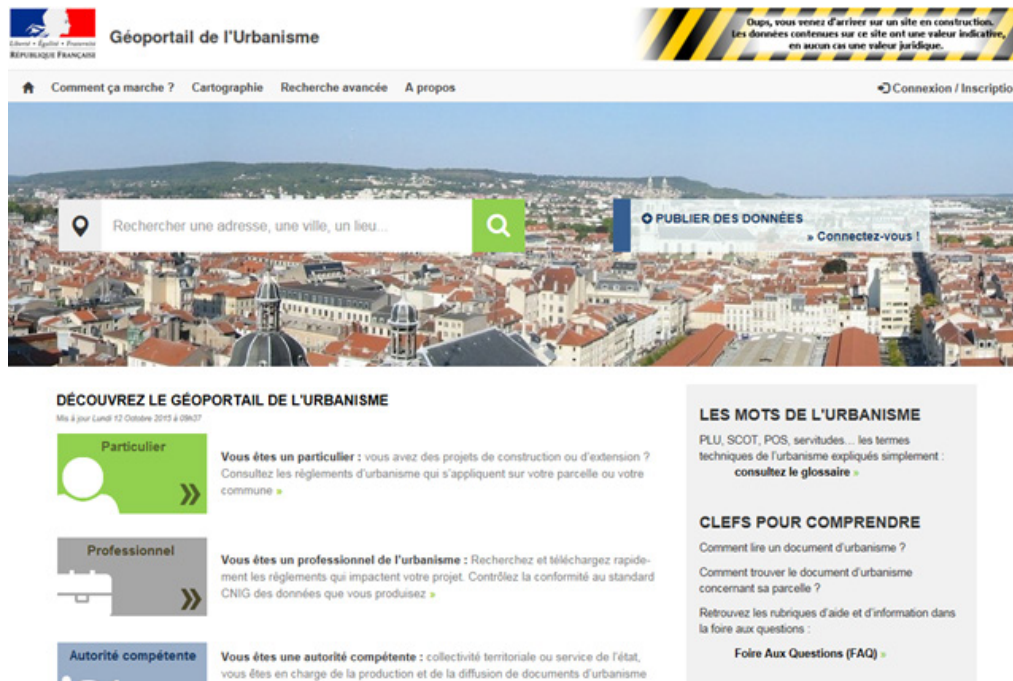 Liberté • Égalité • Fraternité
RÉPUBLIQUE FRANÇAISE
Géoportail de l'Urbanisme
Oups, vous venez d'arriver sur un site en construction.
Les données contenues sur ce site ont une valeur indicative,
en aucun cas une valeur juridique.
Comment ça marche ? Cartographie Recherche avancée A propos
Connexion / Inscriptio
Rechercher une adresse, une ville, un lieu...
PUBLIER DES DONNÉES
» Connectez-vous !
DÉCOUVREZ LE GÉOPORTAIL DE L'URBANISME
Mis à jour Lundi 12 Octobre 2015 à 09h37
Particulier
Vous êtes un particulier : vous avez des projets de construction ou d'extension ?
Consultez les règlements d'urbanisme qui s'appliquent sur votre parcelle ou votre
commune »
Professionnel
Vous êtes un professionnel de l'urbanisme : Recherchez et téléchargez rapide-
ment les règlements qui impactent votre projet. Contrôlez la conformité au standard
CNIG des données que vous produisez »
Autorité compétente
Vous êtes une autorité compétente : collectivité territoriale ou service de l'état,
vous êtes en charge de la production et de la diffusion de documents d'urbanisme
LES MOTS DE L'URBANISME
PLU, SCOT, POS, servitudes... les termes
techniques de l'urbanisme expliqués simplement :
consultez le glossaire »
CLEFS POUR COMPRENDRE
Comment lire un document d'urbanisme ?
Comment trouver le document d'urbanisme
concernant sa parcelle ?
Retrouvez les rubriques d'aide et d'information dans
la foire aux questions :
Foire Aux Questions (FAQ) »